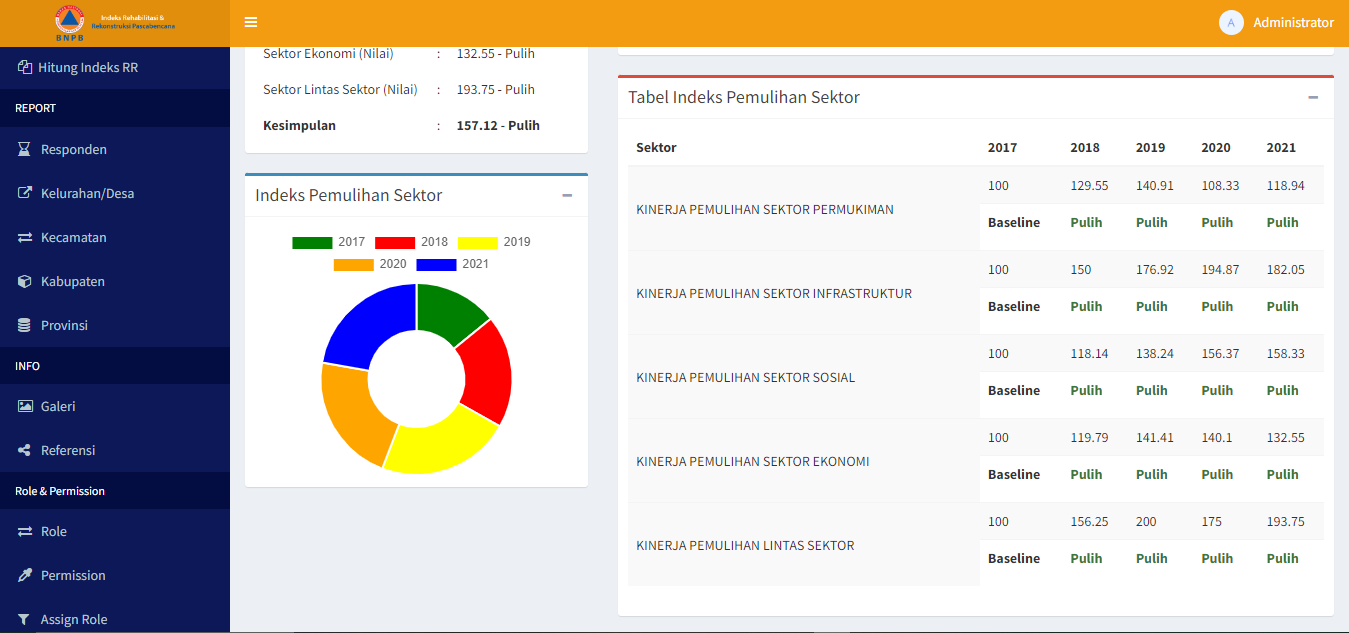 Indeks Rehabilitasi &
Rekonstruksi Pascabencana
BNPB
A Administrator
Hitung Indeks RR
REPORT
Responden
Kelurahan/Desa
Kecamatan
Kabupaten
Provinsi
INFO
Galeri
Referensi
Role & Permission
Role
Permission
Assign Role
Sektor Ekonomi (Nilai) : 132.55 - Pulih
Sektor Lintas Sektor (Nilai) : 193.75 - Pulih
Kesimpulan : 157.12 - Pulih
Indeks Pemulihan Sektor
2017 2018 2019
2020 2021
Tabel Indeks Pemulihan Sektor
Sektor 2017 2018 2019 2020 2021
KINERJA PEMULIHAN SEKTOR PERMUKIMAN
100 129.55 140.91 108.33 118.94
Baseline Pulih Pulih Pulih Pulih
KINERJA PEMULIHAN SEKTOR INFRASTRUKTUR
100 150 176.92 194.87 182.05
Baseline Pulih Pulih Pulih Pulih
KINERJA PEMULIHAN SEKTOR SOSIAL
100 118.14 138.24 156.37 158.33
Baseline Pulih Pulih Pulih Pulih
KINERJA PEMULIHAN SEKTOR EKONOMI
100 119.79 141.41 140.1 132.55
Baseline Pulih Pulih Pulih Pulih
KINERJA PEMULIHAN LINTAS SEKTOR
100 156.25 200 175 193.75
Baseline Pulih Pulih Pulih Pulih